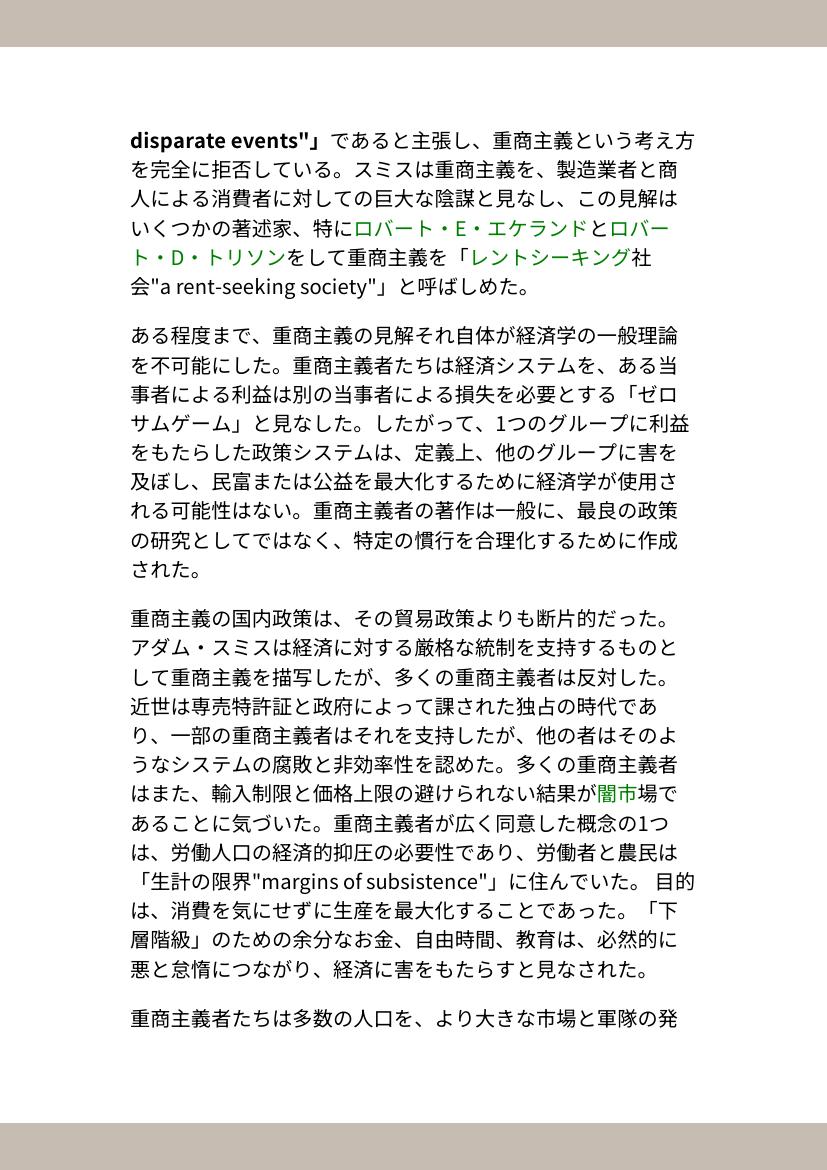 disparate events"」であると主張し、重商主義という考え方
を完全に拒否している。スミスは重商主義を、製造業者と商
人による消費者に対しての巨大な陰謀と見なし、この見解は
いくつかの著述家、特にロバート・E・エケランドとロバー
ト・D・トリソンをして重商主義を「レントシーキング社
会"a rent-seeking society"」と呼ばしめた。
ある程度まで、重商主義の見解それ自体が経済学の一般理論
を不可能にした。重商主義者たちは経済システムを、ある当
事者による利益は別の当事者による損失を必要とする「ゼロ
サムゲーム」と見なした。したがって、1つのグループに利益
をもたらした政策システムは、定義上、他のグループに害を
及ぼし、民富または公益を最大化するために経済学が使用さ
れる可能性はない。重商主義者の著作は一般に、最良の政策
の研究としてではなく、特定の慣行を合理化するために作成
された。
重商主義の国内政策は、その貿易政策よりも断片的だった。
アダム・スミスは経済に対する厳格な統制を支持するものと
して重商主義を描写したが、多くの重商主義者は反対した。
近世は専売特許証と政府によって課された独占の時代であ
り、一部の重商主義者はそれを支持したが、他の者はそのよ
うなシステムの腐敗と非効率性を認めた。多くの重商主義者
はまた、輸入制限と価格上限の避けられない結果が闇市場で
あることに気づいた。重商主義者が広く同意した概念の1つ
は、労働人口の経済的抑圧の必要性であり、労働者と農民は
「生計の限界"margins of subsistence"」に住んでいた。 目的
は、消費を気にせずに生産を最大化することであった。「下
層階級」のための余分なお金、自由時間、教育は、必然的に
悪と怠惰につながり、経済に害をもたらすと見なされた。
重商主義者たちは多数の人口を、より大きな市場と軍隊の発